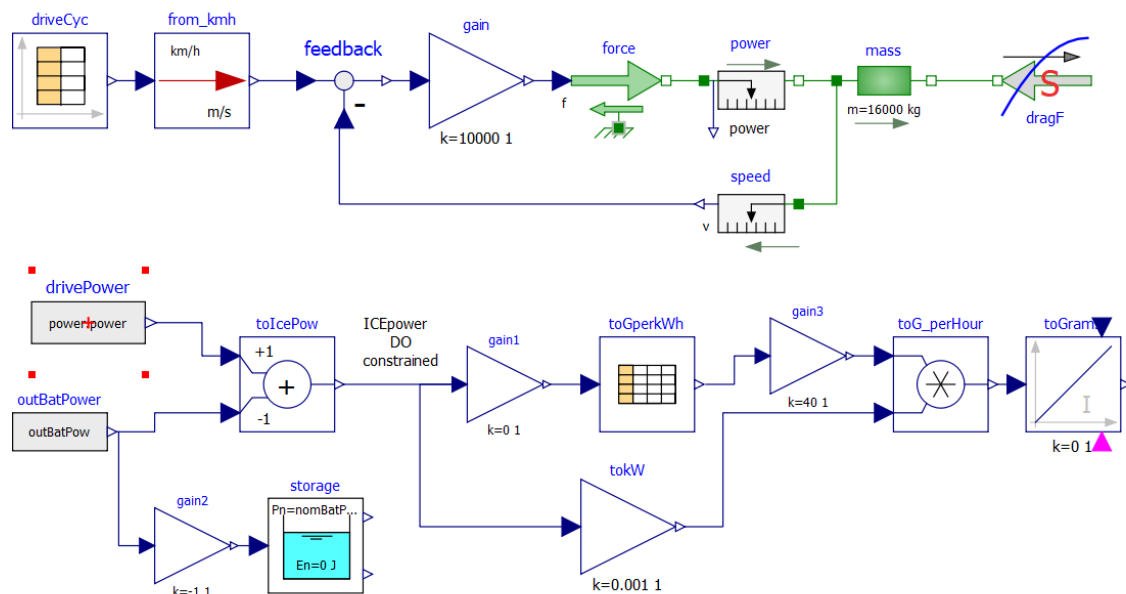 driveCyc
from_kmh
km/h
m/s
feedback
-
gain
k=10000 1
force
f
power
power
speed
v
mass
m=16000 kg
S
dragF
drivePower
power.power
outBatPower
outBatPow
toIcePow
+1
+
-1
ICEpower
DO
constrained
gain1
k=0 1
toGperkWh
gain3
k=40 1
toG_perHour
toGram
I
k=0 1
gain2
k=-1 1
storage
Pn=nomBatP...
En=0 J
tokW
k=0.001 1